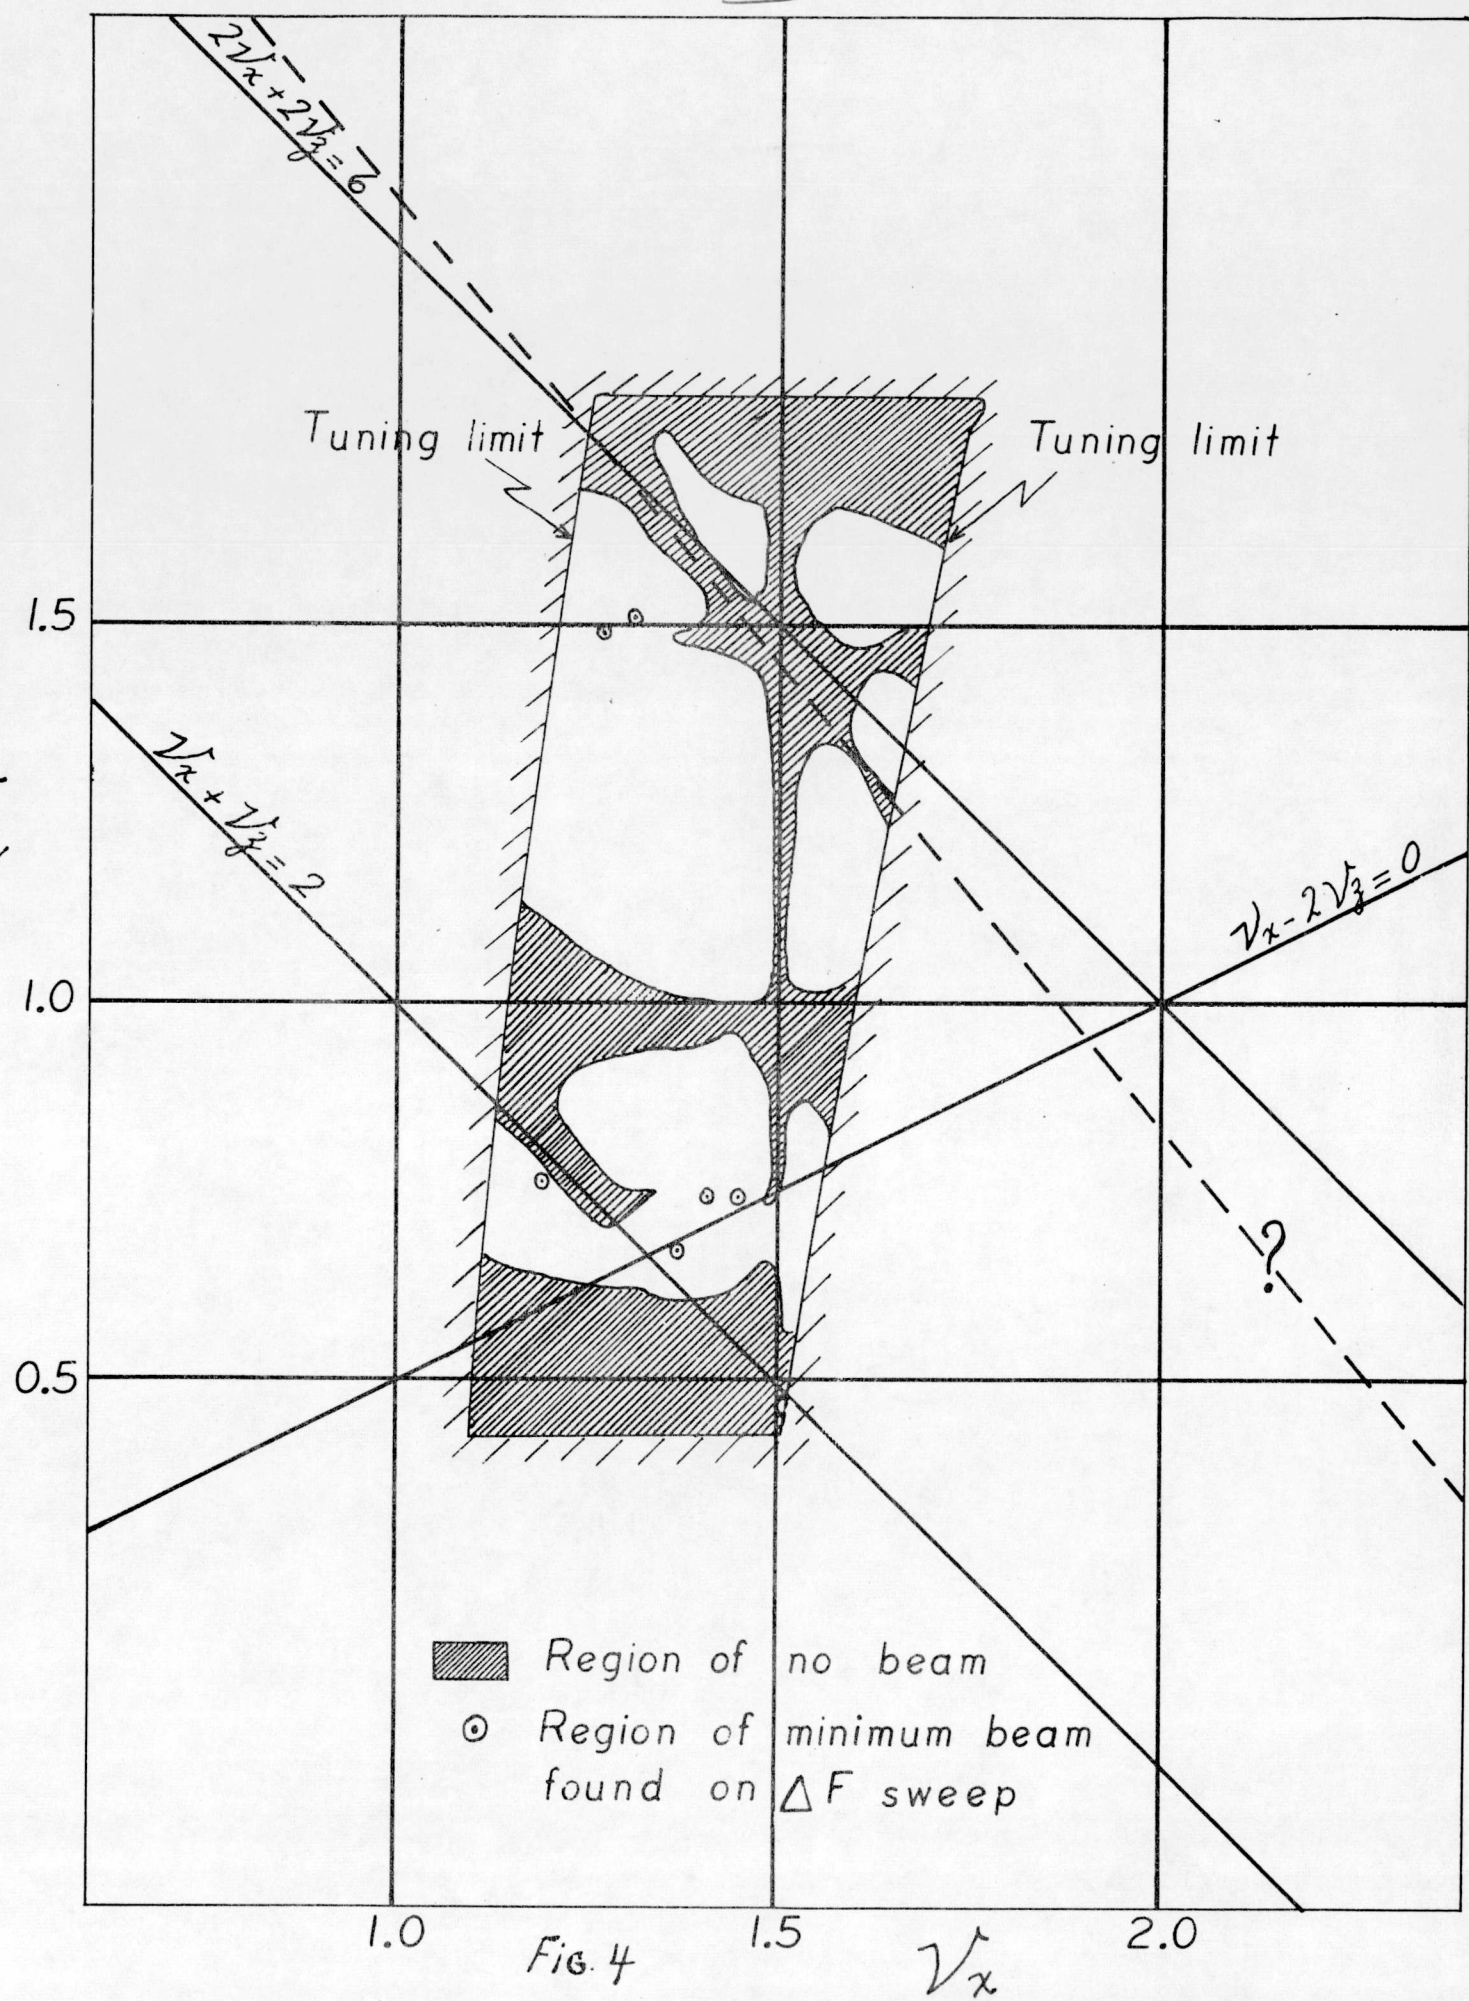 2νx + 2νz = 6
Tuning limit
Tuning limit
1.5
νx + νz = 2
νx - 2νz = 0
1.0
?
0.5
Region of no beam
Region of minimum beam
found on ΔF sweep
1.0
1.5
2.0
Fig. 4
νx